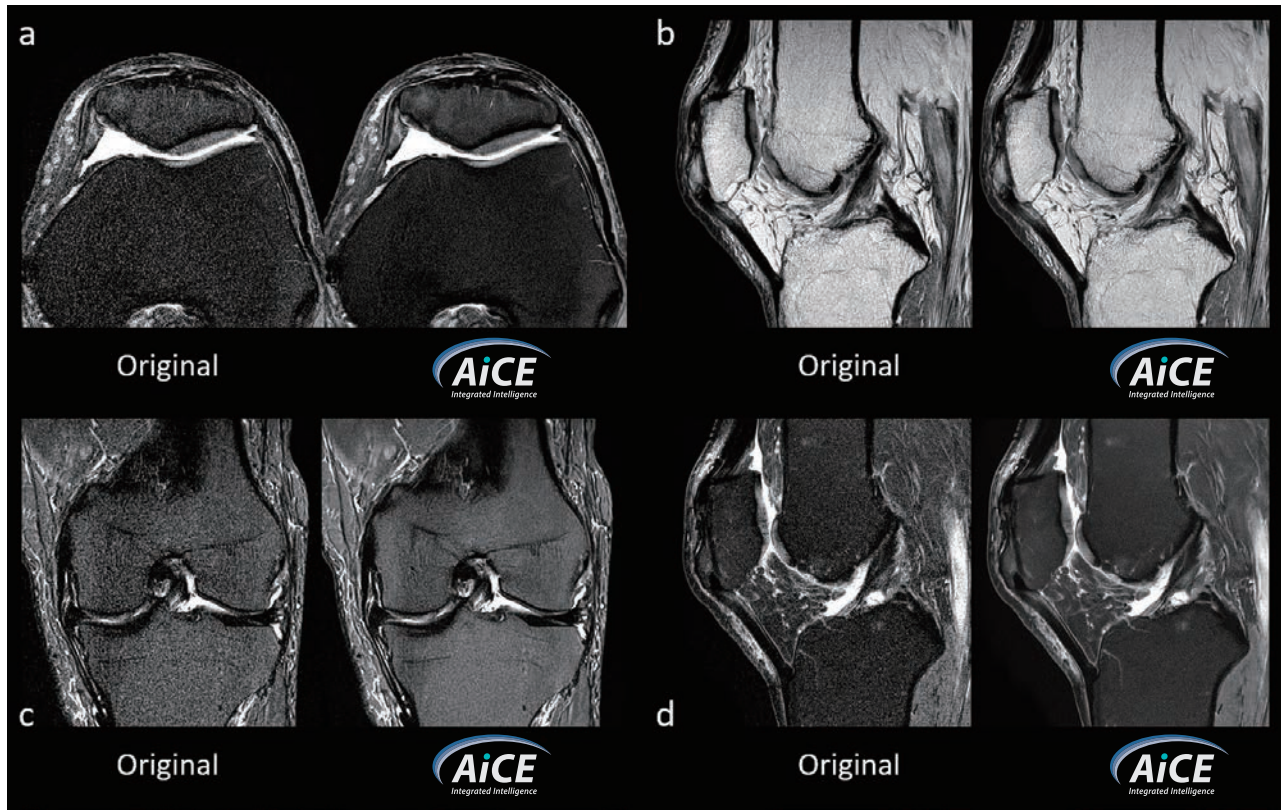 a
b
Original
AiCE
Integrated Intelligence
Original
AiCE
Integrated Intelligence
c
d
Original
AiCE
Integrated Intelligence
Original
AiCE
Integrated Intelligence